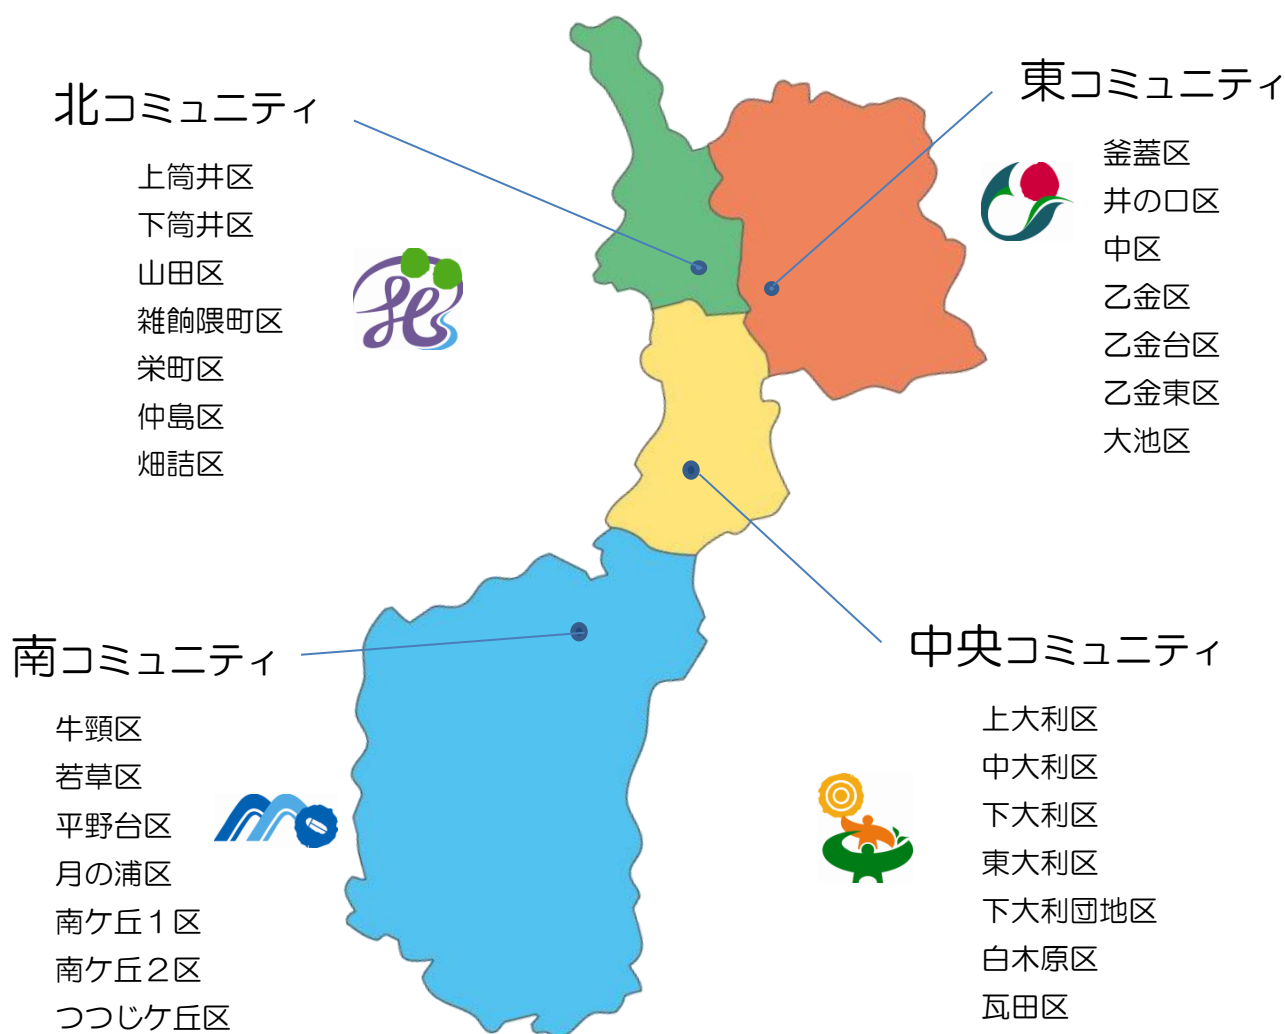 北コミュニティ
上筒井区
下筒井区
山田区
雑餉隈町区
栄町区
仲島区
畑詰区
東コミュニティ
釜蓋区
井の口区
中区
乙金区
乙金台区
乙金東区
大池区
南コミュニティ
牛頸区
若草区
平野台区
月の浦区
南ケ丘1区
南ケ丘2区
つつじケ丘区
中央コミュニティ
上大利区
中大利区
下大利区
東大利区
下大利団地区
白木原区
瓦田区